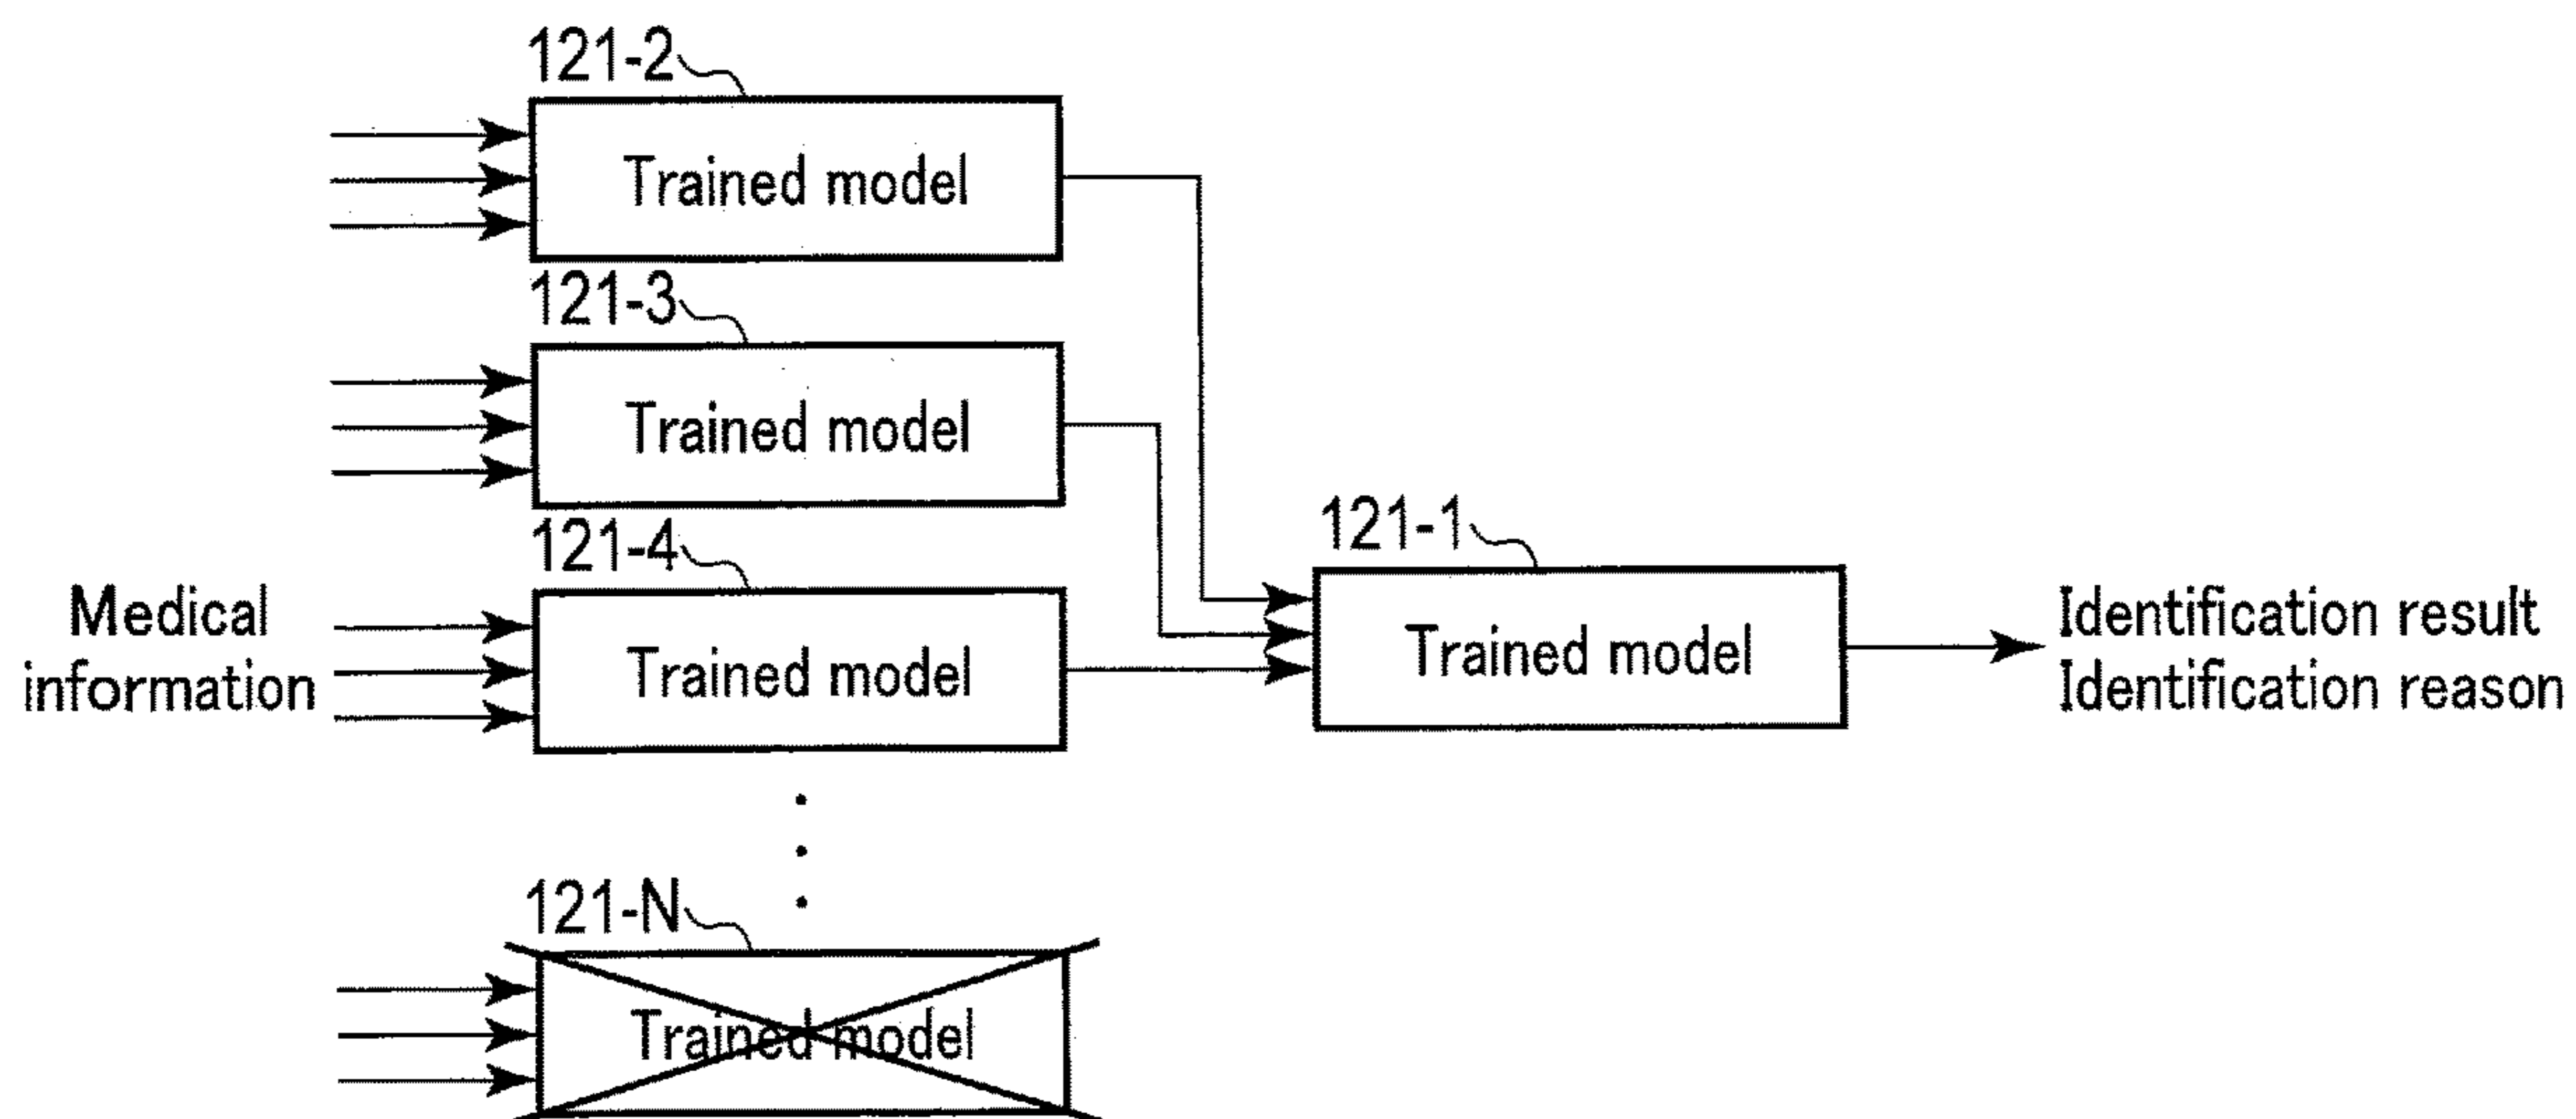 121-2
Trained model
121-3
Trained model
121-4
Medical
information
Trained model
121-1
Trained model
Identification result
Identification reason
121-N
Trained model